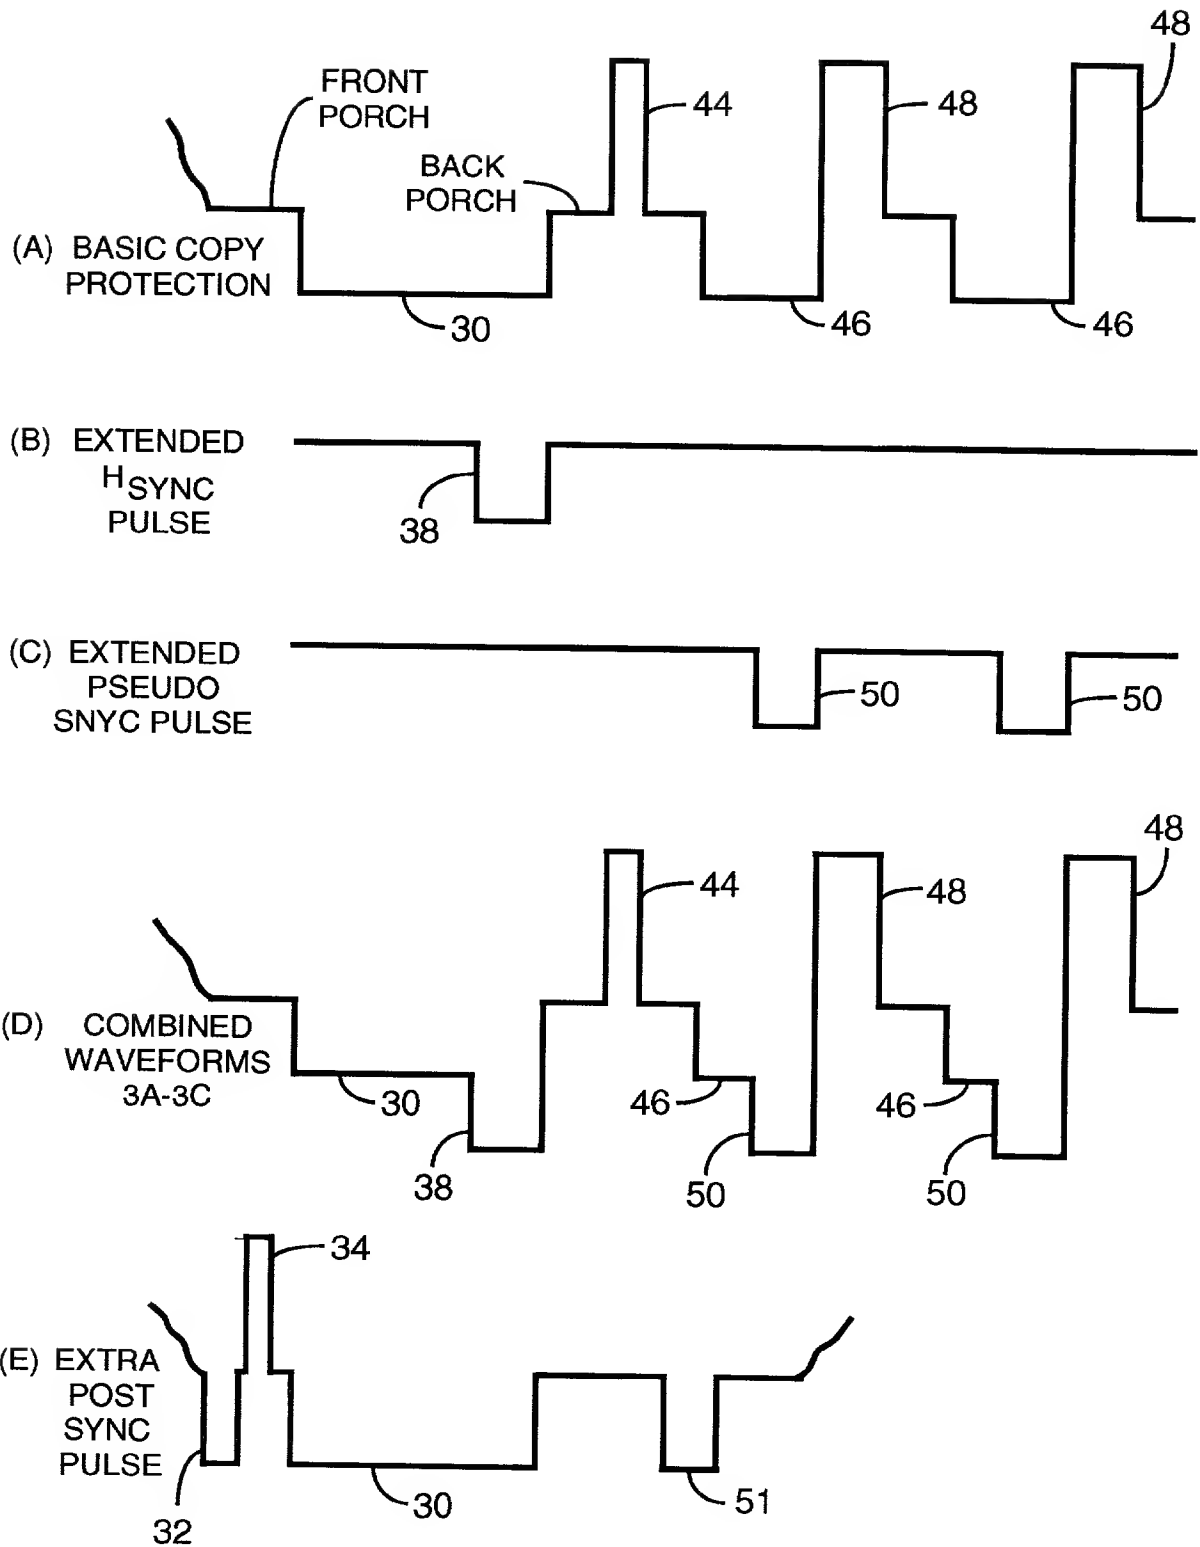 48
FRONT
PORCH
44
48
BACK
PORCH
(A) BASIC COPY
PROTECTION
30
46
46
(B) EXTENDED
HSYNC
PULSE
38
(C) EXTENDED
PSEUDO
SNYC PULSE
50
50
48
44
48
(D) COMBINED
WAVEFORMS
3A-3C
30
46
46
38
50
50
34
(E) EXTRA
POST
SYNC
PULSE
32
30
51